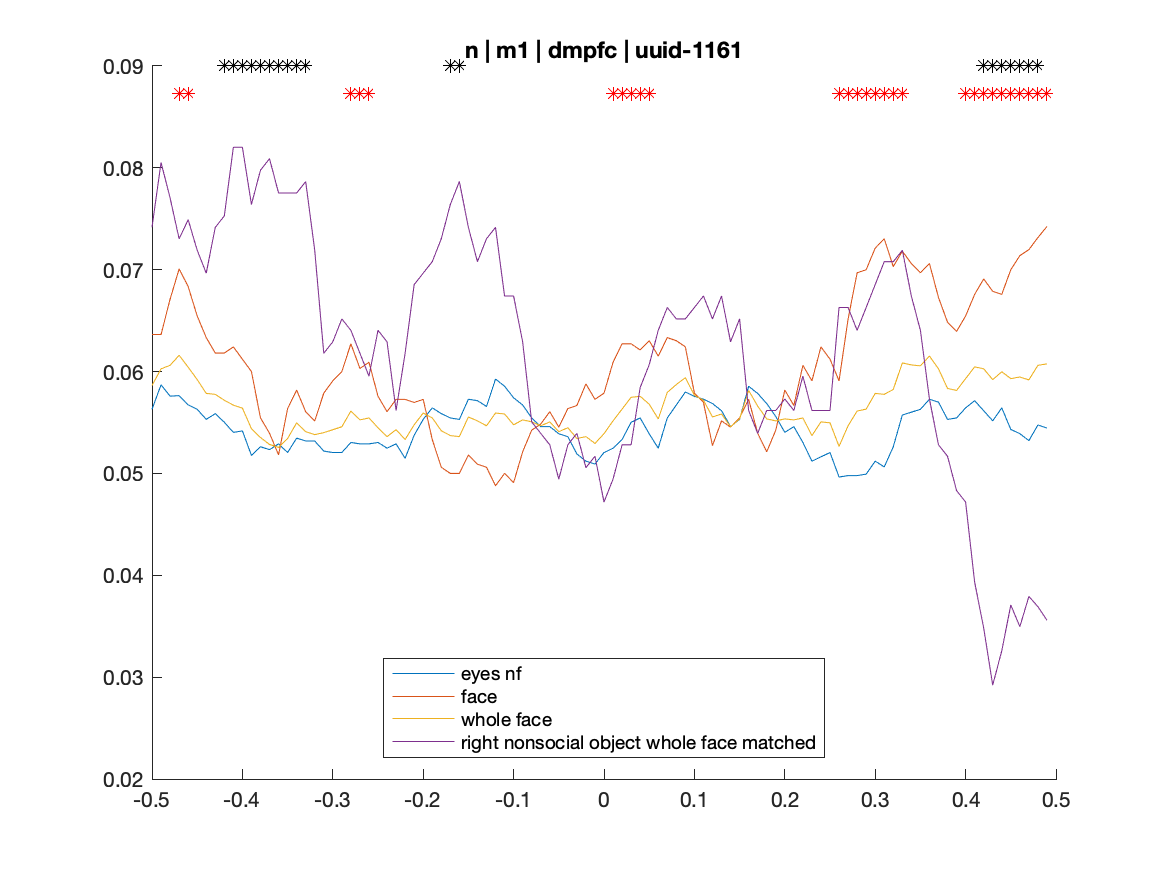 n | m1 | dmpfc | uuid-1161
0.09
0.08
0.07
0.06
0.05
0.04
0.03
0.02
eyes nf
face
whole face
right nonsocial object whole face matched
-0.5 -0.4 -0.3 -0.2 -0.1 0 0.1 0.2 0.3 0.4 0.5